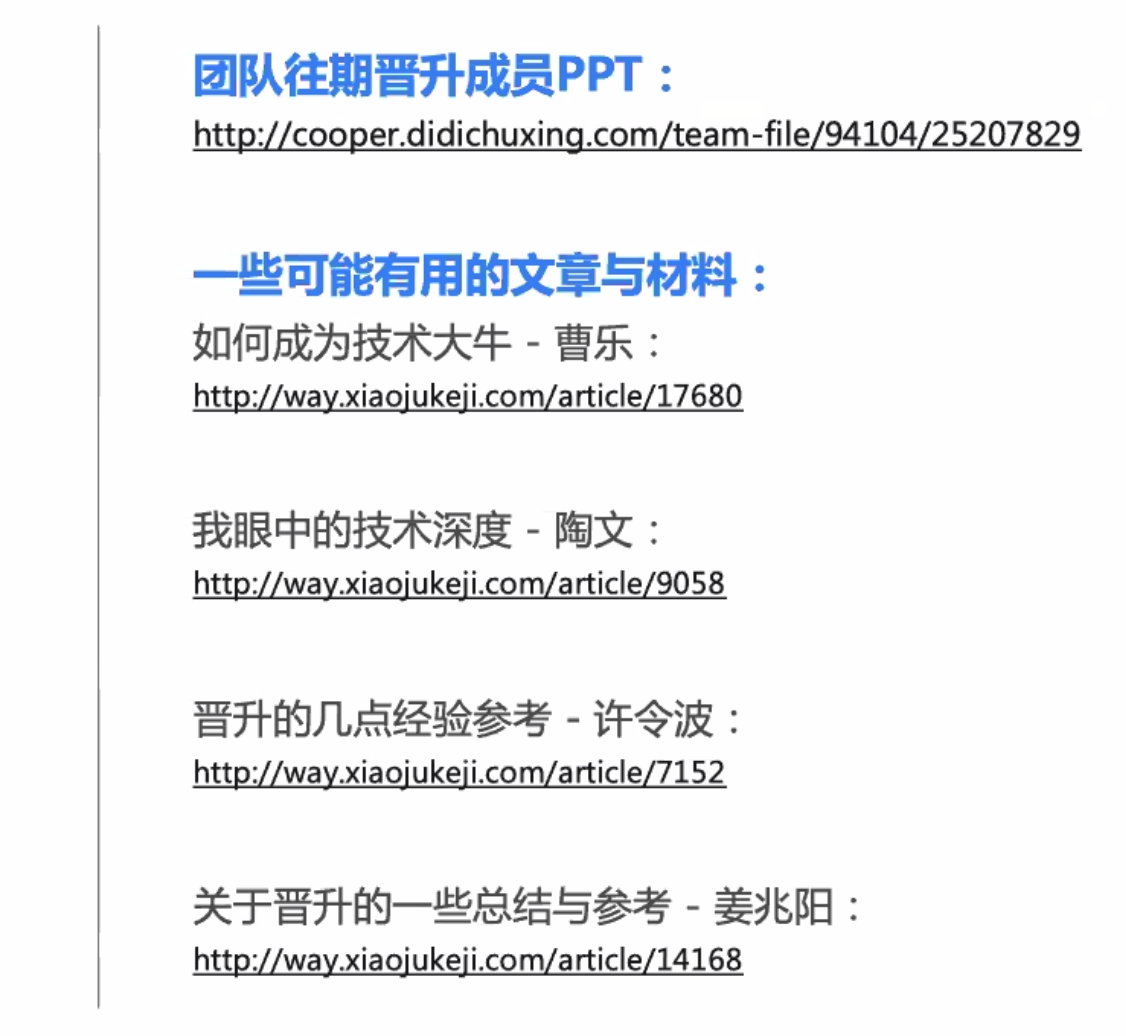 团队往期晋升成员PPT：
http://cooper.didichuxing.com/team-file/94104/25207829
一些可能有用的文章与材料：
如何成为技术大牛 - 曹乐：
http://way.xiaojukeji.com/article/17680
我眼中的技术深度 - 陶文：
http://way.xiaojukeji.com/article/9058
晋升的几点经验参考 - 许令波：
http://way.xiaojukeji.com/article/7152
关于晋升的一些总结与参考 - 姜兆阳：
http://way.xiaojukeji.com/article/14168